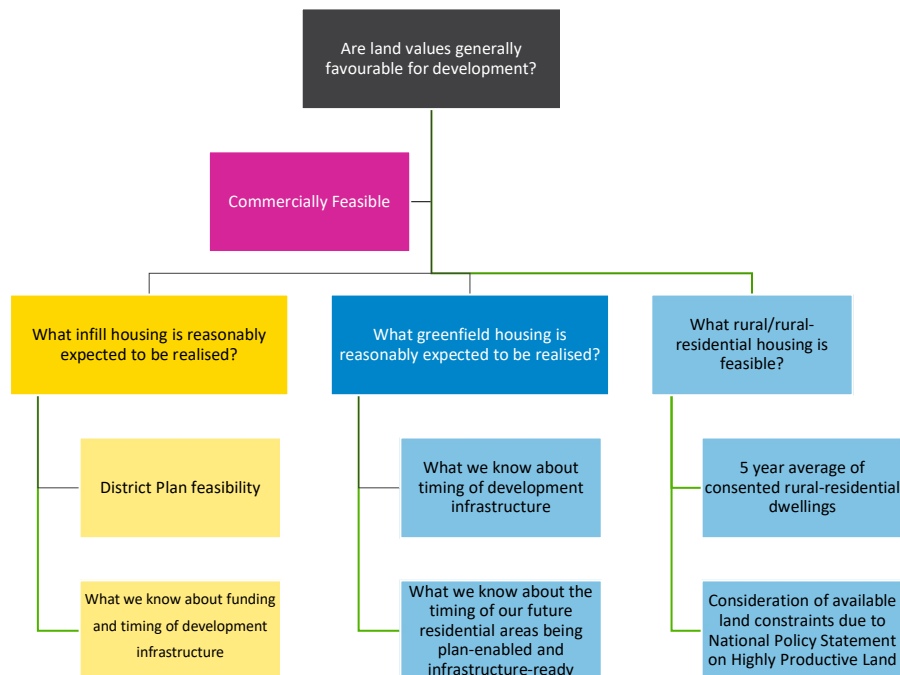 Are land values generally
favourable for development?
Commercially Feasible
What infill housing is reasonably
expected to be realised?
What greenfield housing is
reasonably expected to be realised?
What rural/rural-
residential housing is
feasible?
District Plan feasibility
What we know about
timing of development
infrastructure
5 year average of
consented rural-residential
dwellings
What we know about funding
and timing of development
infrastructure
What we know about the
timing of our future
residential areas being
plan-enabled and
infrastructure-ready
Consideration of available
land constraints due to
National Policy Statement
on Highly Productive Land